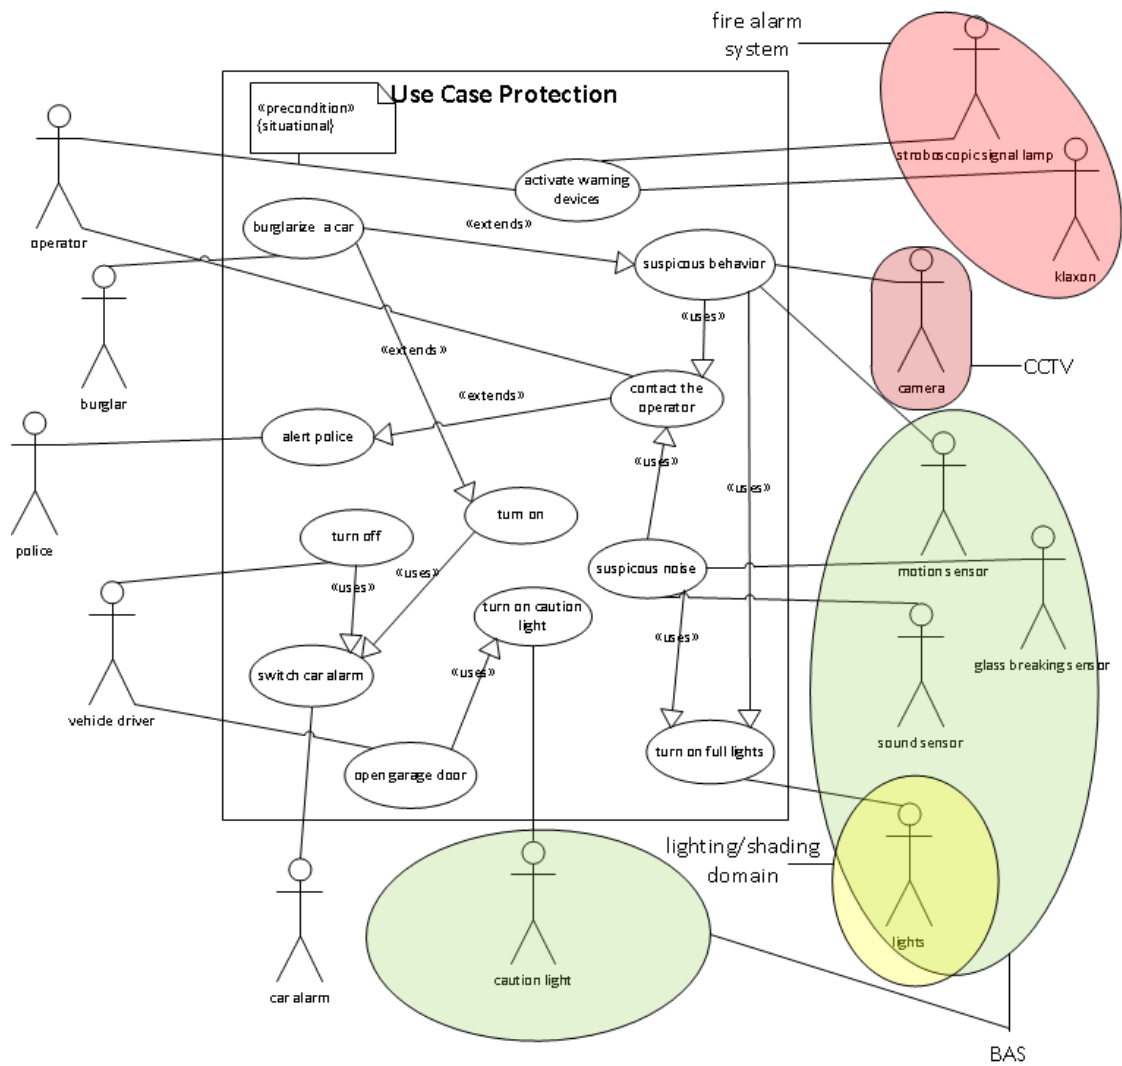 fire alarm
system
Use Case Protection
«precondition»
{situational}
stroboscopic signal lamp
activate warning
devices
operator
burglarize a car
«extends»
suspicous behavior
klaxon
«uses»
«extends»
CCTV
camera
burglar
contact the
operator
«extends»
alert police
«uses»
«uses»
turn on
turn off
police
suspicous noise
motion sensor
«uses»
«uses»
turn on caution
light
«uses»
glass breaking sensor
switch car alarm
«uses»
vehicle driver
sound sensor
turn on full lights
open garage door
lighting/shading
domain
lights
caution light
car alarm
BAS